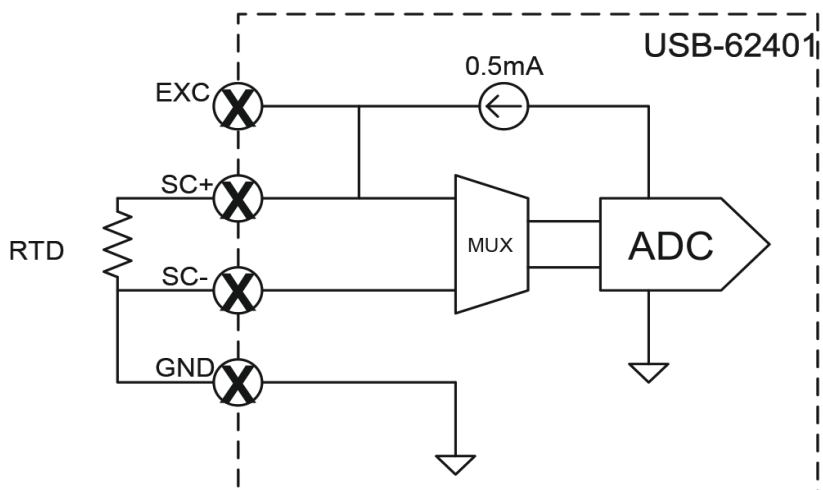 USB-62401
0.5mA
EXC
X
SC+
X
RTD
MUX
ADC
SC-
X
GND
X